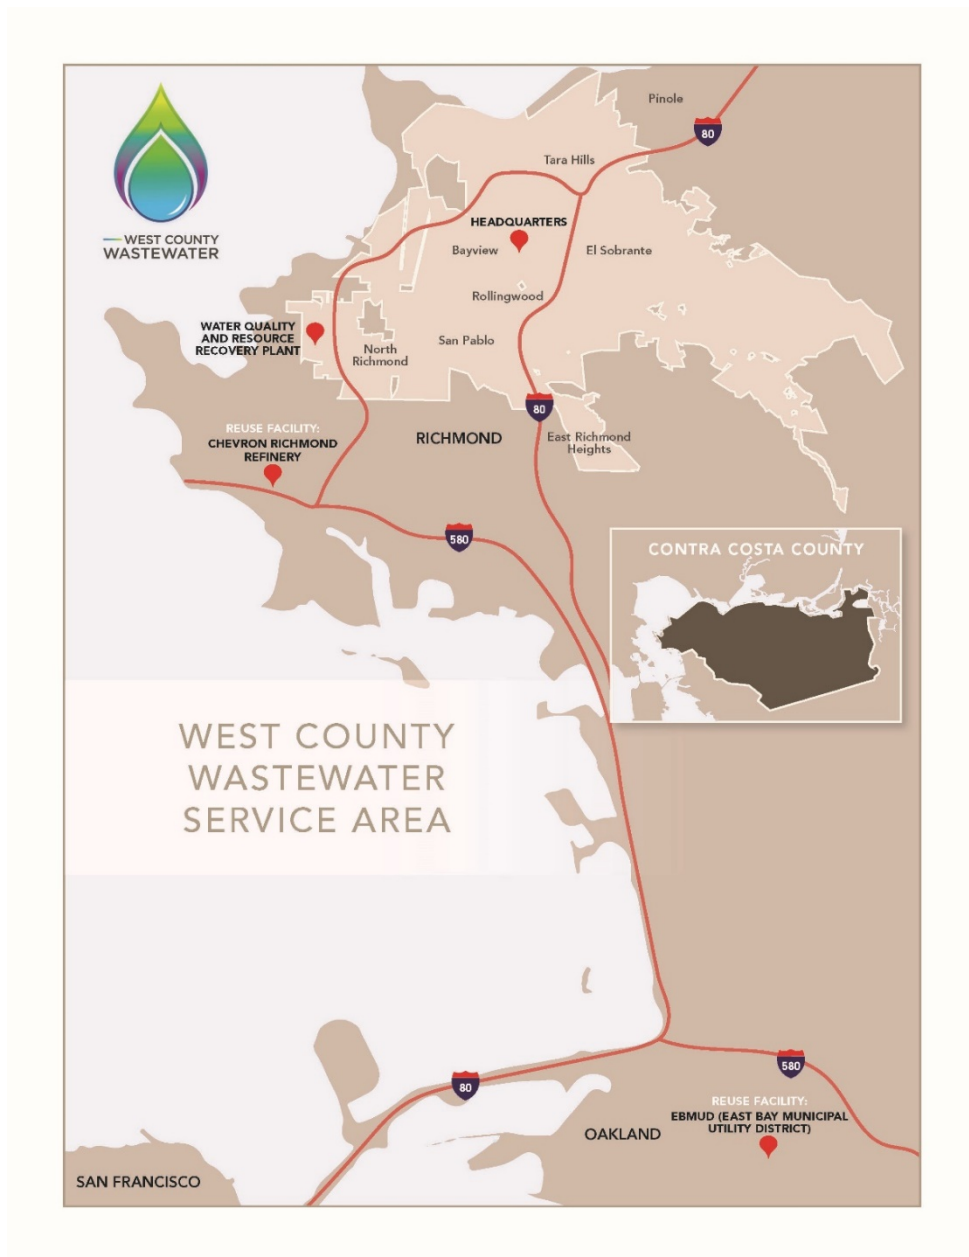 Pinole
80
Tara Hills
WEST COUNTY
WASTEWATER
HEADQUARTERS
Bayview
El Sobrante
Rollingwood
WATER QUALITY
AND RESOURCE
RECOVERY PLANT
San Pablo
North
Richmond
80
REUSE FACILITY:
CHEVRON RICHMOND
REFINERY
RICHMOND
East Richmond
Heights
580
CONTRA COSTA COUNTY
WEST COUNTY
WASTEWATER
SERVICE AREA
80
580
REUSE FACILITY:
EBMUD (EAST BAY MUNICIPAL
UTILITY DISTRICT)
OAKLAND
SAN FRANCISCO